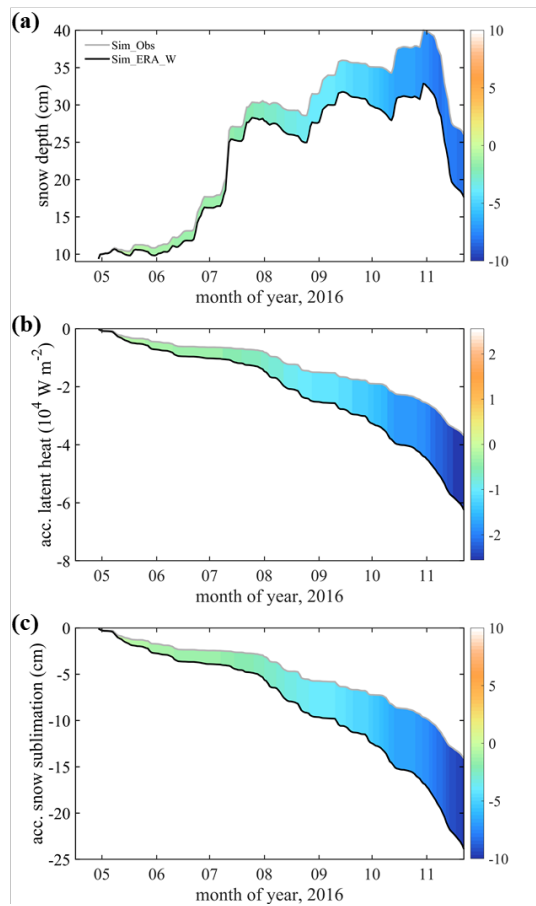 (a)
Sim_Obs
Sim_ERA_W
40
35
30
25
20
15
10
snow depth (cm)
05 06 07 08 09 10 11
month of year, 2016
10
5
0
-5
-10
(b)
0
-2
-4
-6
-8
acc. latent heat (10⁴ W m⁻²)
05 06 07 08 09 10 11
month of year, 2016
2
1
0
-1
-2
(c)
0
-5
-10
-15
-20
-25
acc. snow sublimation (cm)
05 06 07 08 09 10 11
month of year, 2016
10
5
0
-5
-10